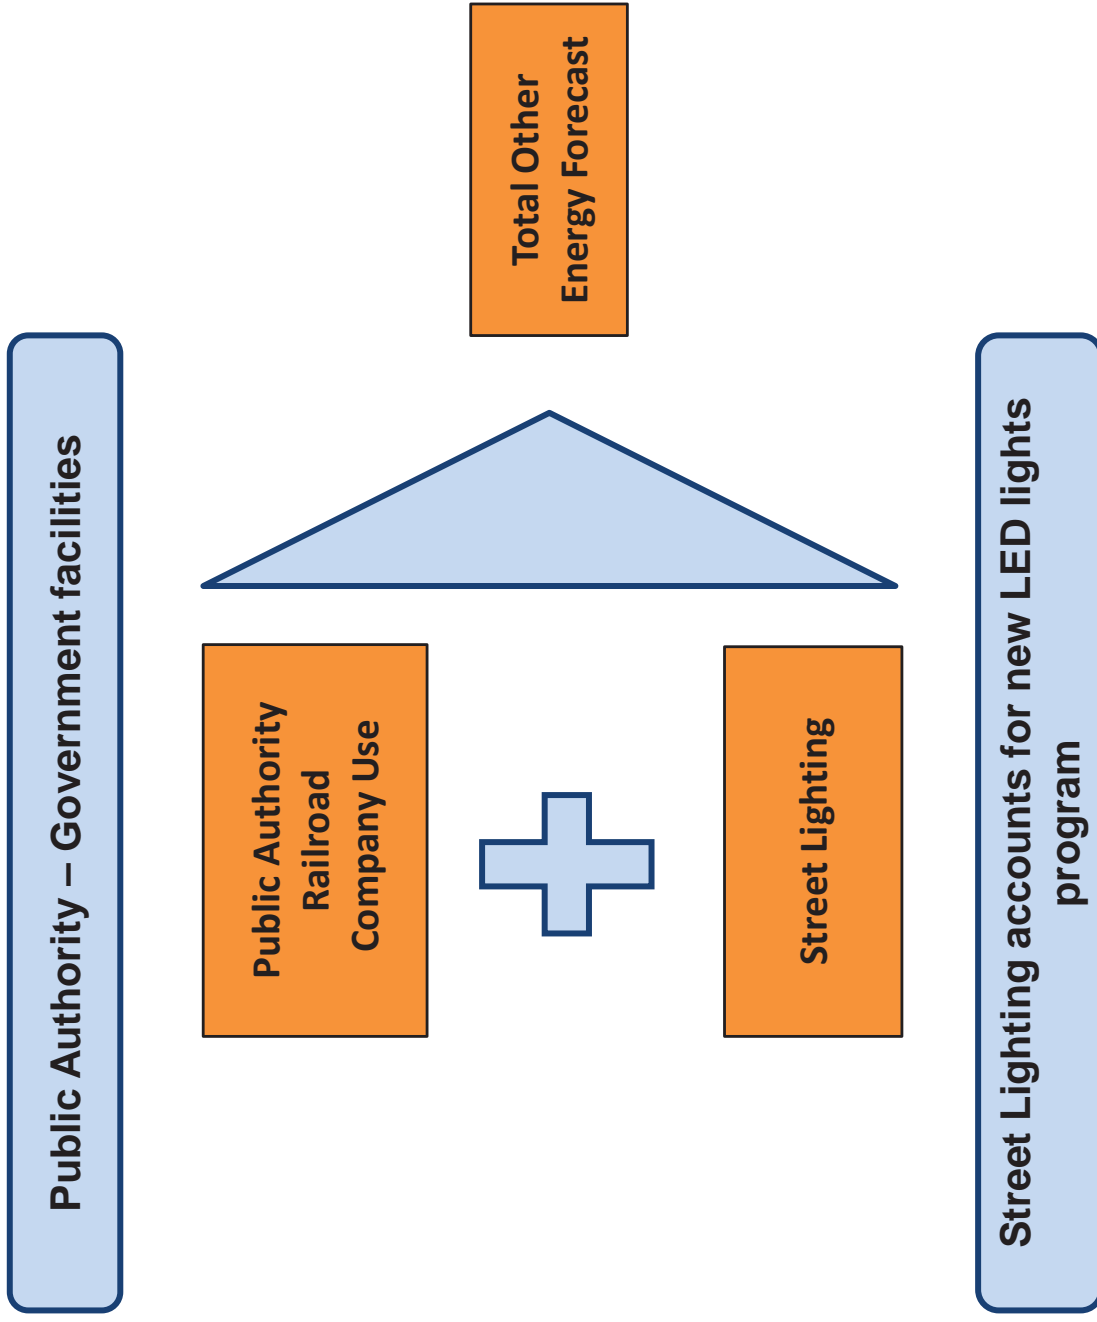 Public Authority – Government facilities
Public Authority
Railroad
Company Use
Total Other
Energy Forecast
Street Lighting
Street Lighting accounts for new LED lights
program